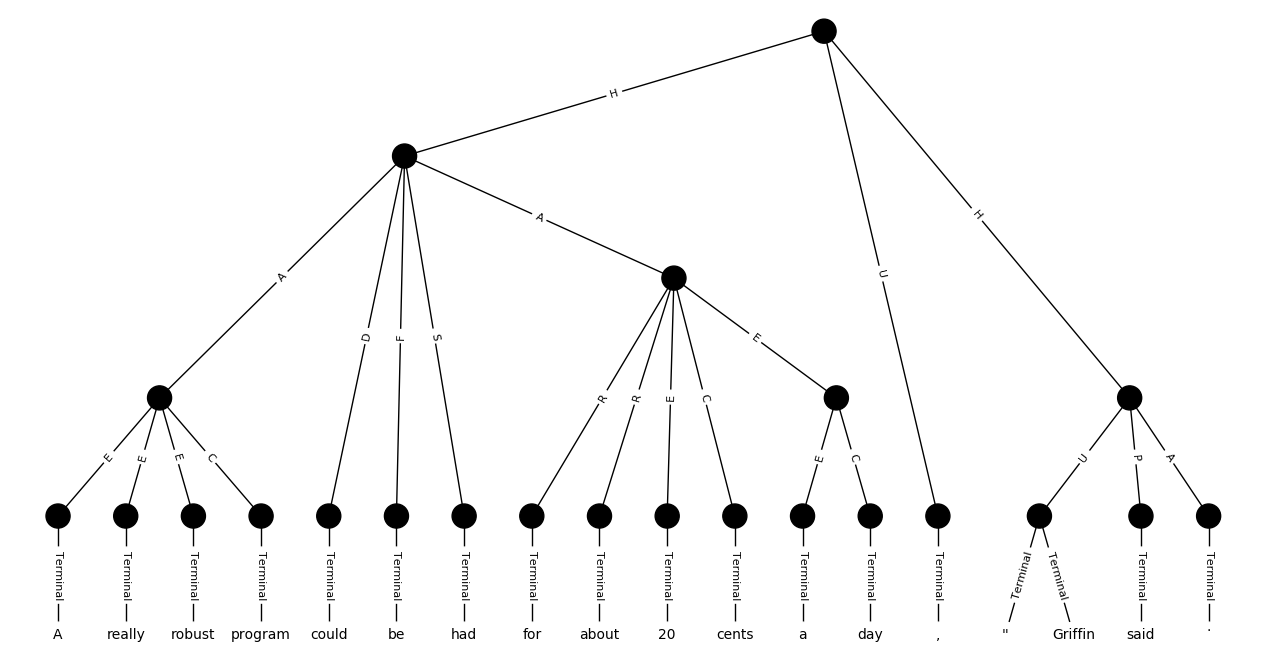 H
H
A
A
U
D
F
S
E
R
R
E
C
E
E
E
C
E
C
U
P
A
Terminal Terminal Terminal Terminal Terminal Terminal Terminal Terminal Terminal Terminal Terminal Terminal Terminal Terminal Terminal Terminal Terminal Terminal
A really robust program could be had for about 20 cents a day , " Griffin said .